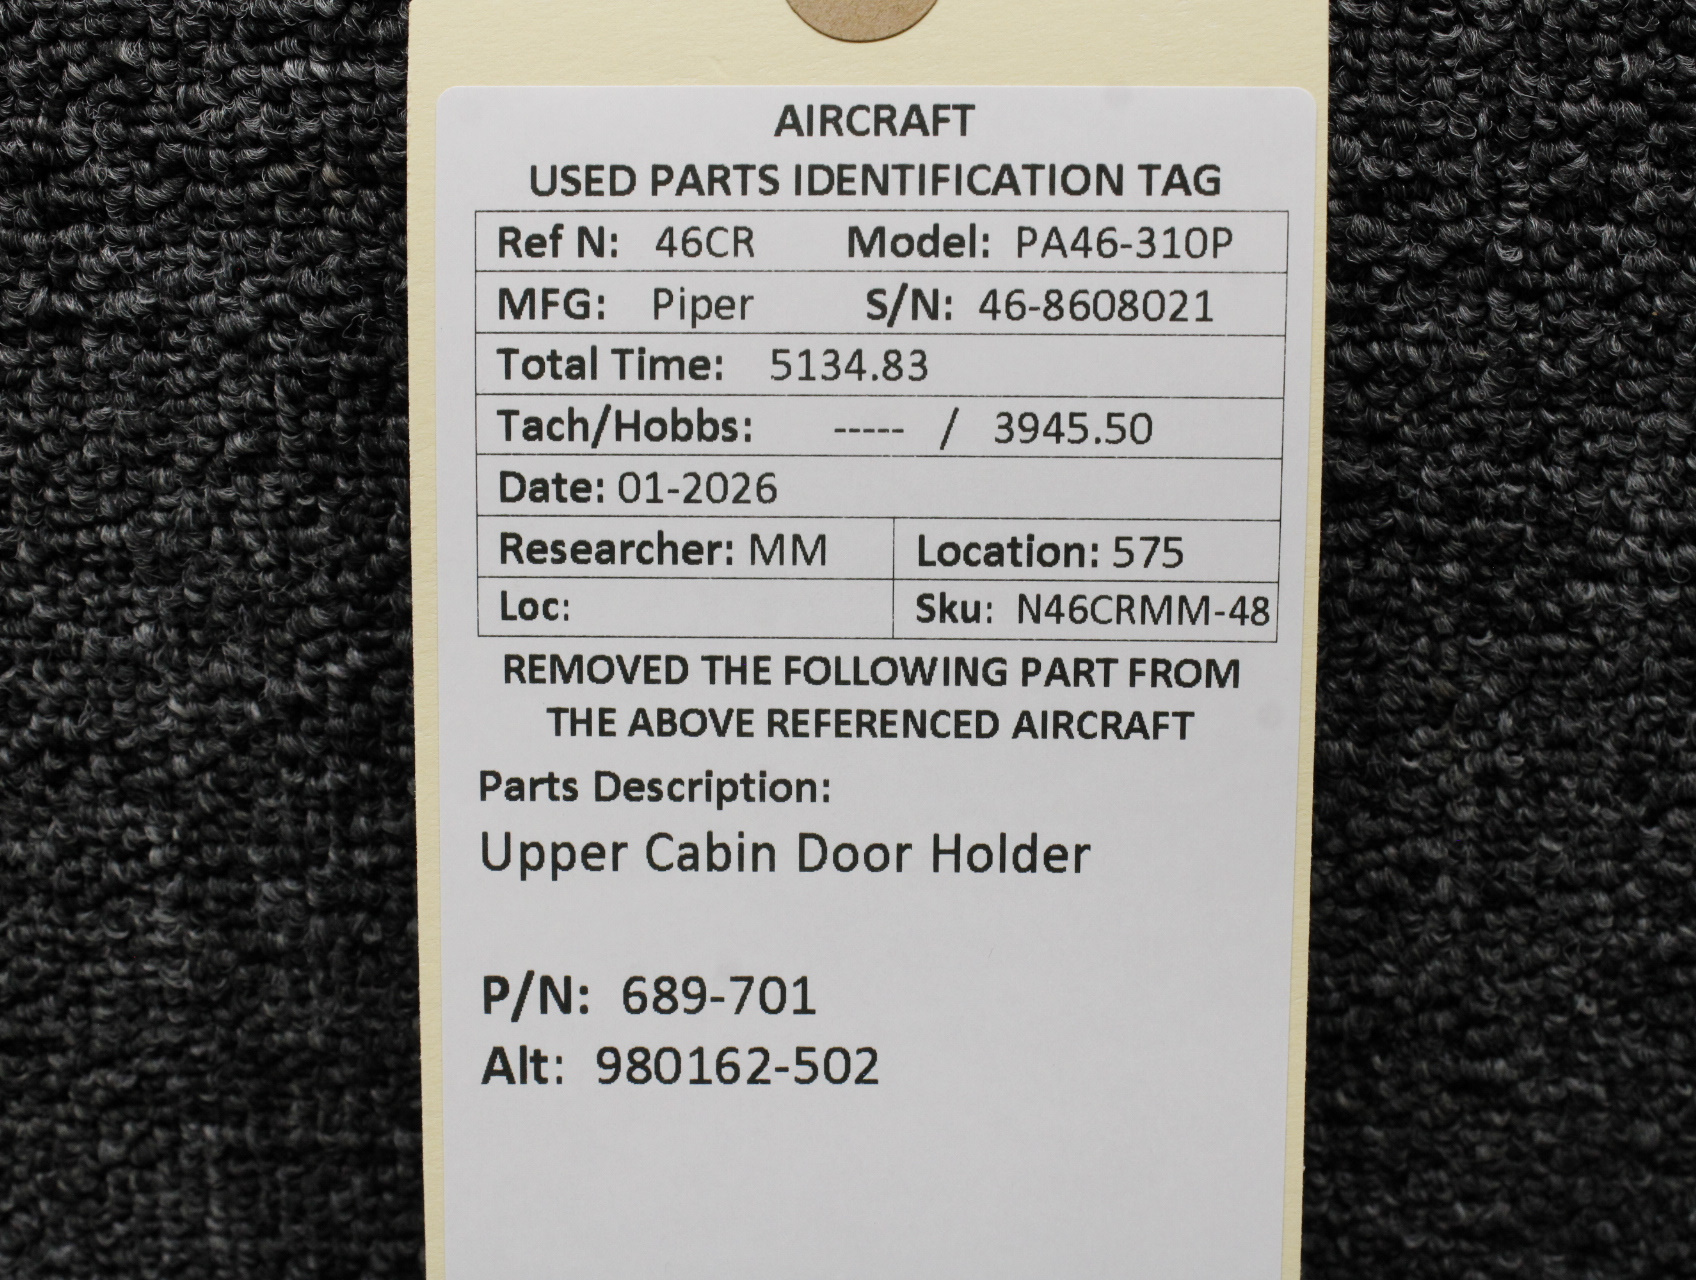 AIRCRAFT
USED PARTS IDENTIFICATION TAG
Ref N: 46CR Model: PA46-310P
MFG: Piper S/N: 46-8608021
Total Time: 5134.83
Tach/Hobbs: ----- / 3945.50
Date: 01-2026
Researcher: MM Location: 575
Loc: Sku: N46CRMM-48
REMOVED THE FOLLOWING PART FROM
THE ABOVE REFERENCED AIRCRAFT
Parts Description:
Upper Cabin Door Holder
P/N: 689-701
Alt: 980162-502